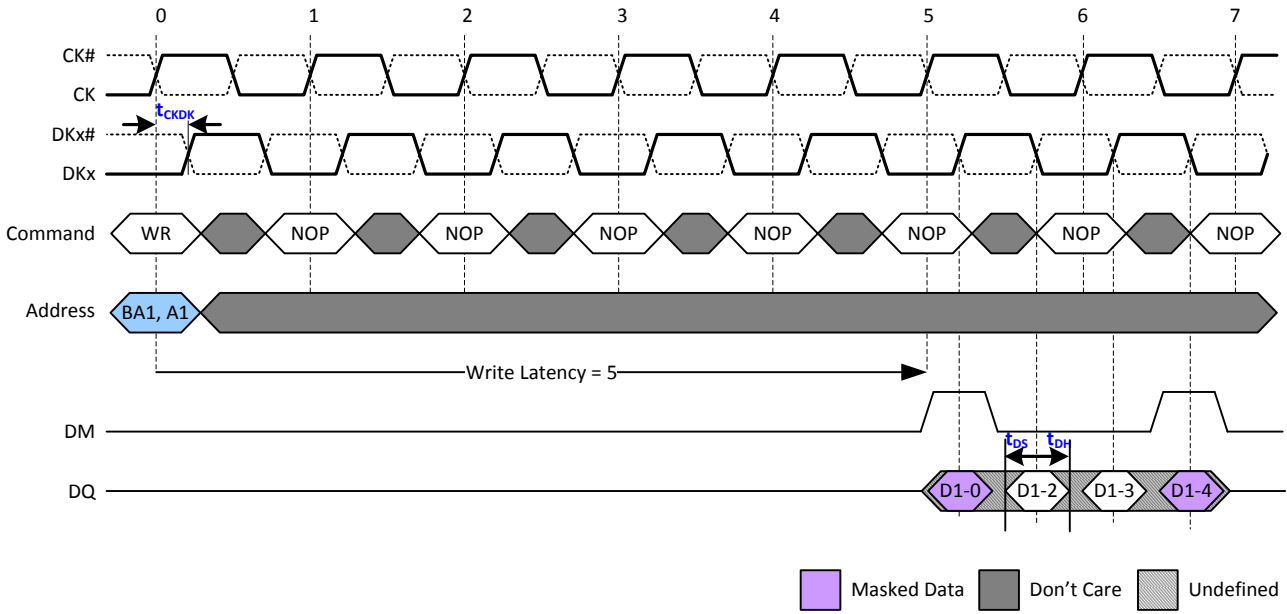 0 1 2 3 4 5 6 7
CK#
CK
tCKDK
DKx#
DKx
Command WR NOP NOP NOP NOP NOP NOP NOP
Address BA1, A1
Write Latency = 5
DM
tDS tDH
DQ D1-0 D1-2 D1-3 D1-4
Masked Data Don't Care Undefined